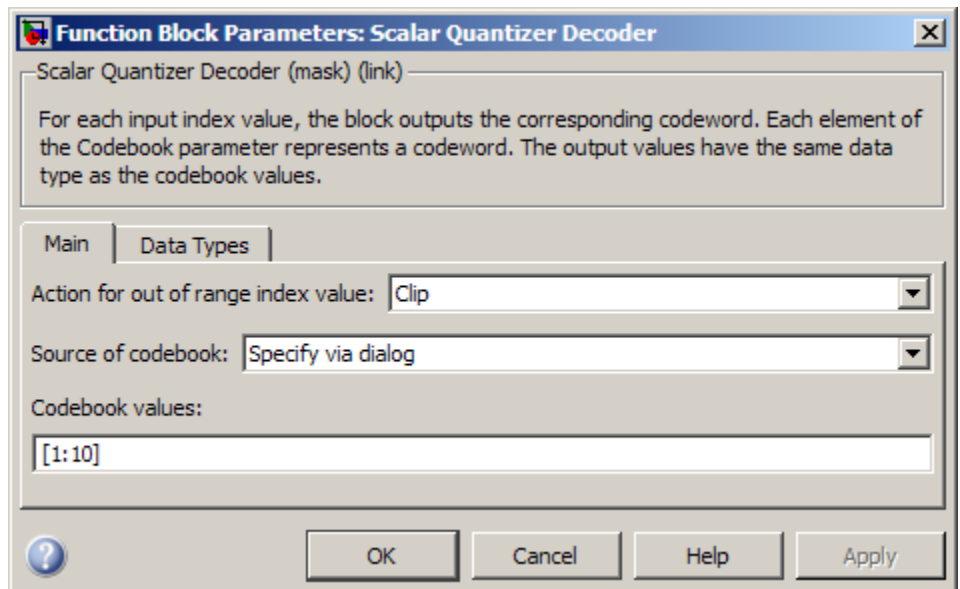 Function Block Parameters: Scalar Quantizer Decoder
Scalar Quantizer Decoder (mask) (link)
For each input index value, the block outputs the corresponding codeword. Each element of
the Codebook parameter represents a codeword. The output values have the same data
type as the codebook values.
Main Data Types
Action for out of range index value: Clip
Source of codebook: Specify via dialog
Codebook values:
[1:10]
? OK Cancel Help Apply